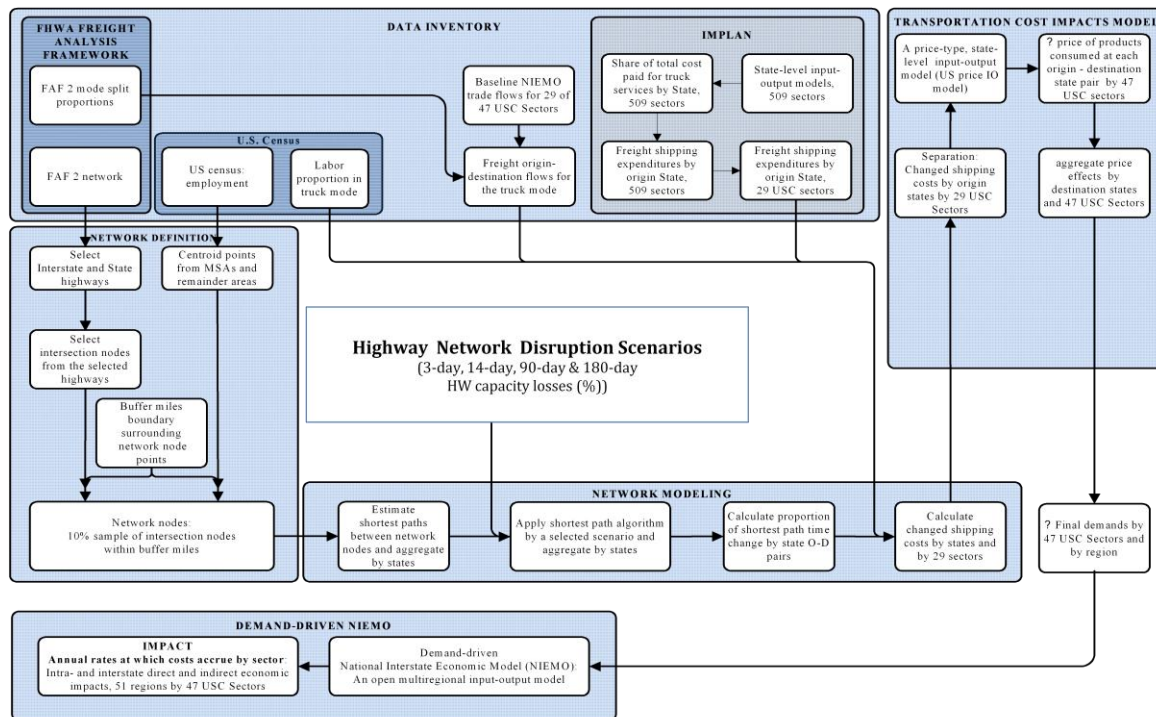 DATA INVENTORY
FHWA FREIGHT
ANALYSIS
FRAMEWORK
FAF 2 mode split
proportions
FAF 2 network
U.S. Census
US census:
employment
Labor
proportion in
truck mode
Baseline NIEMO
trade flows for 29 of
47 USC Sectors
Freight origin-
destination flows
for the truck mode
IMPLAN
Share of total cost
paid for truck
services by State,
509 sectors
State-level input-
output models,
509 sectors
Freight shipping
expenditures by
origin State,
509 sectors
Freight shipping
expenditures by
origin State,
29 USC sectors
TRANSPORTATION COST IMPACTS MODEL
A price-type, state-
level input-output
model (US price IO
model)
? price of products
consumed at each
origin - destination
state pair by 47
USC sectors
Separation:
Changed shipping
costs by origin
states by 29 USC
Sectors
aggregate price
effects by
destination states
and 47 USC Sectors
NETWORK DEFINITION
Select
Interstate and State
highways
Centroid points
from MSAs and
remainder areas
Select
intersection nodes
from the selected
highways
Buffer miles
boundary
surrounding
network node
points
Network nodes:
10% sample of intersection nodes
within buffer miles
Highway Network Disruption Scenarios
(3-day, 14-day, 90-day & 180-day
HW capacity losses (%))
NETWORK MODELING
Estimate
shortest paths
between network
nodes and aggregate
by states
Apply shortest path algorithm
by a selected scenario and
aggregate by states
Calculate proportion
of shortest path time
change by state O-D
pairs
Calculate
changed shipping
costs by states and
by 29 sectors
? Final demands by
47 USC Sectors and
by region
DEMAND-DRIVEN NIEMO
IMPACT
Annual rates at which costs accrue by sector:
Intra- and interstate direct and indirect economic
impacts, 51 regions by 47 USC Sectors
Demand-driven
National Interstate Economic Model (NIEMO):
An open multiregional input-output model